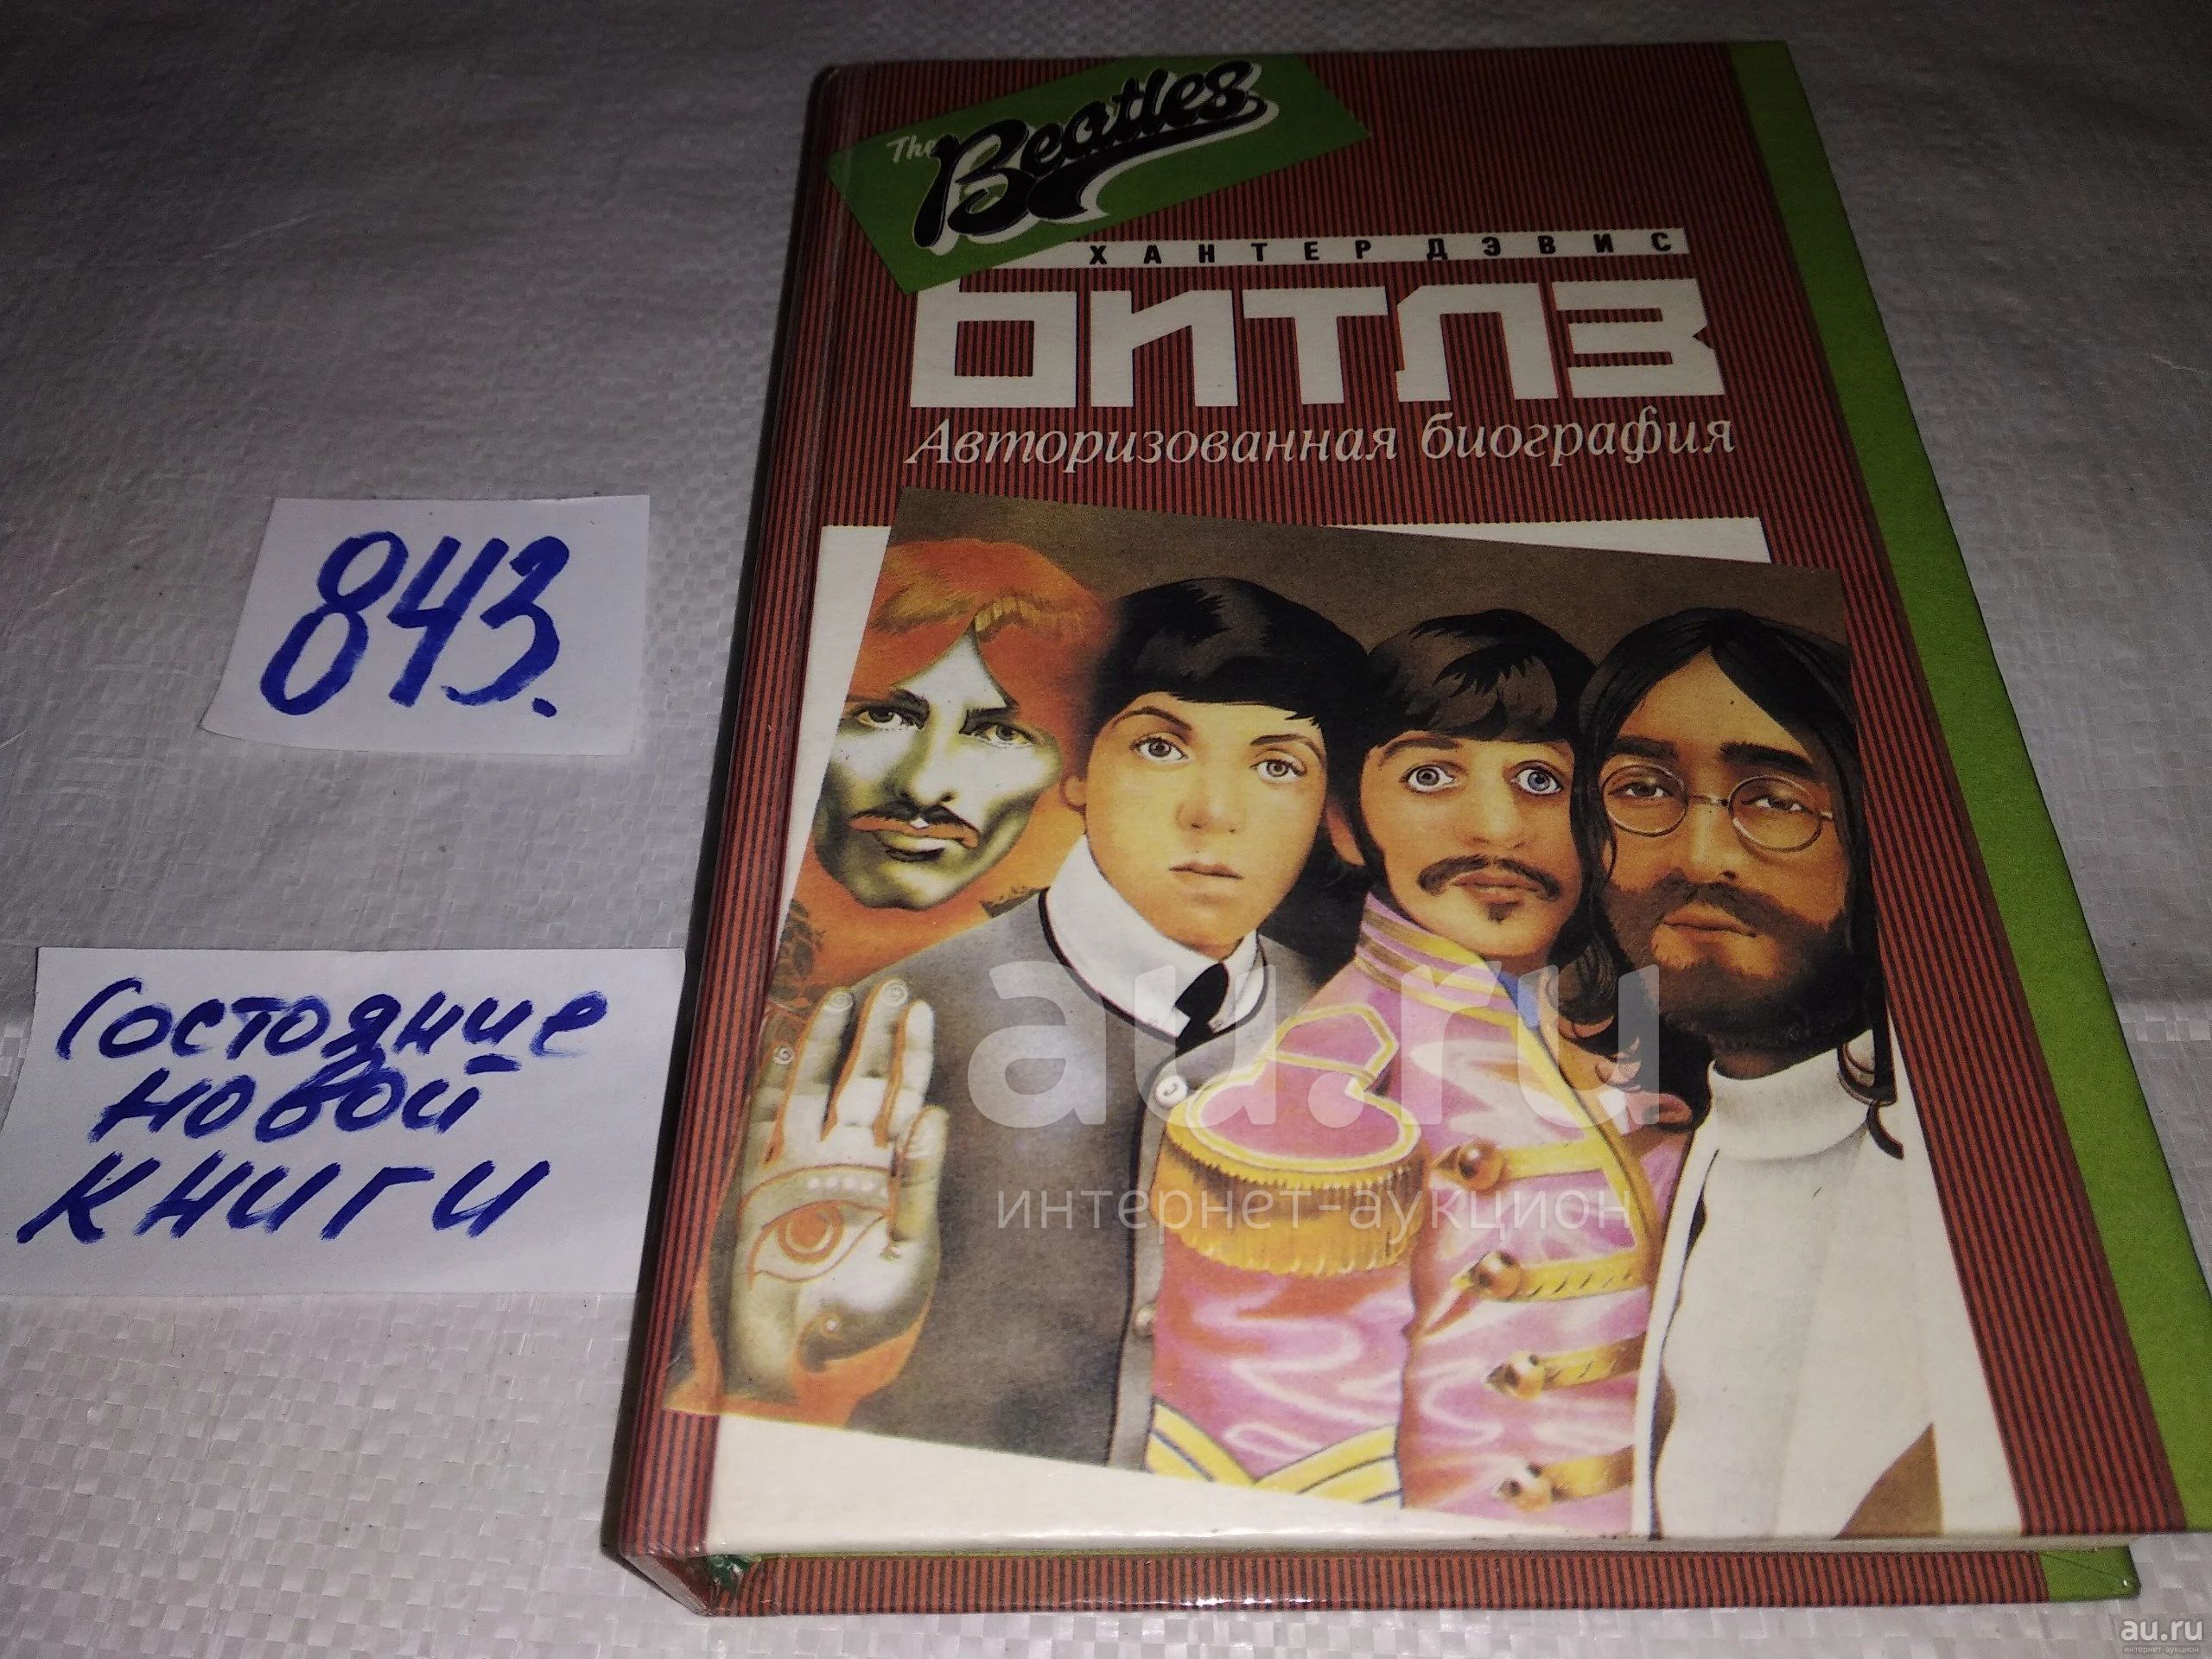 The Beatles
ХАНТЕР ДЭВИС
БИТЛЗ
Авторизованная биография
843.
Состояние
новой
книги
au.ru
интернет-аукцион
au.ru
интернет-аукцион